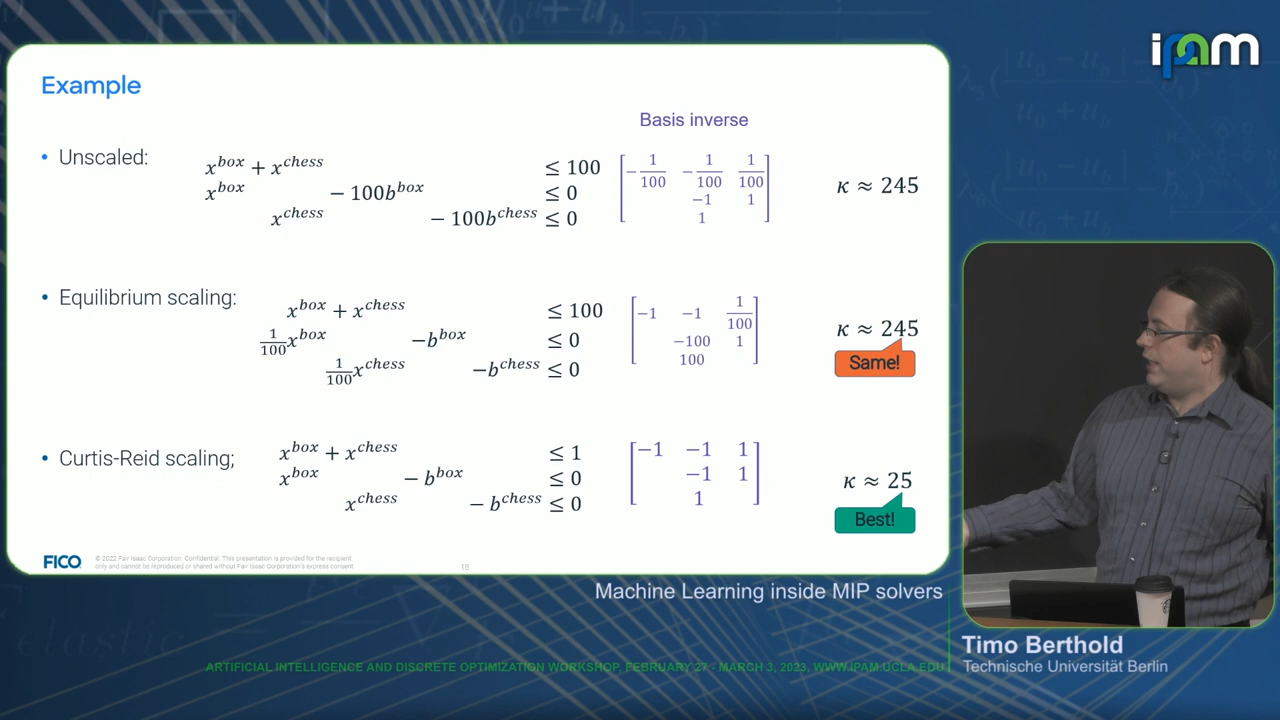 ipam
Example
Basis inverse
• Unscaled:
x^box + x^chess ≤ 100
x^box − 100b^box ≤ 0
x^chess − 100b^chess ≤ 0
[ −1/100 −1/100 1/100
−1 1
1 ]
κ ≈ 245
• Equilibrium scaling:
x^box + x^chess ≤ 100
1/100 x^box −b^box ≤ 0
1/100 x^chess −b^chess ≤ 0
[ −1 −1 1/100
−100 1
100 ]
κ ≈ 245
Same!
• Curtis-Reid scaling;
x^box + x^chess ≤ 1
x^box − b^box ≤ 0
x^chess − b^chess ≤ 0
[ −1 −1 1
−1 1
1 ]
κ ≈ 25
Best!
FICO
© 2022 Fair Isaac Corporation. Confidential. This presentation is provided for the recipient
only and cannot be reproduced or shared without Fair Isaac Corporation's express consent.
18
Machine Learning inside MIP solvers
Timo Berthold
Technische Universität Berlin
ARTIFICIAL INTELLIGENCE AND DISCRETE OPTIMIZATION WORKSHOP, FEBRUARY 27 - MARCH 3, 2023, WWW.IPAM.UCLA.EDU
elastic